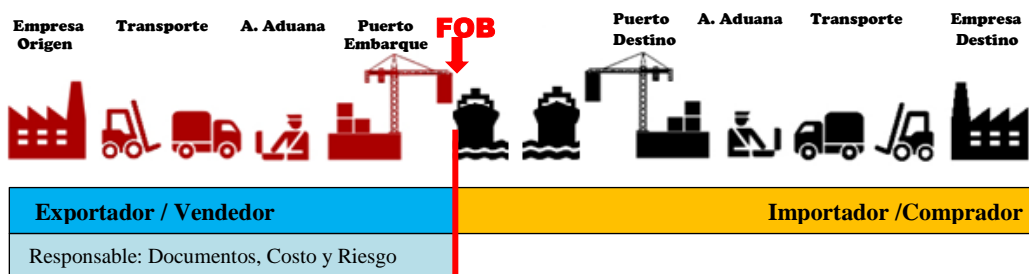 Empresa
Origen
Transporte
A. Aduana
Puerto
Embarque
FOB
Puerto
Destino
A. Aduana
Transporte
Empresa
Destino
Exportador / Vendedor
Importador /Comprador
Responsable: Documentos, Costo y Riesgo